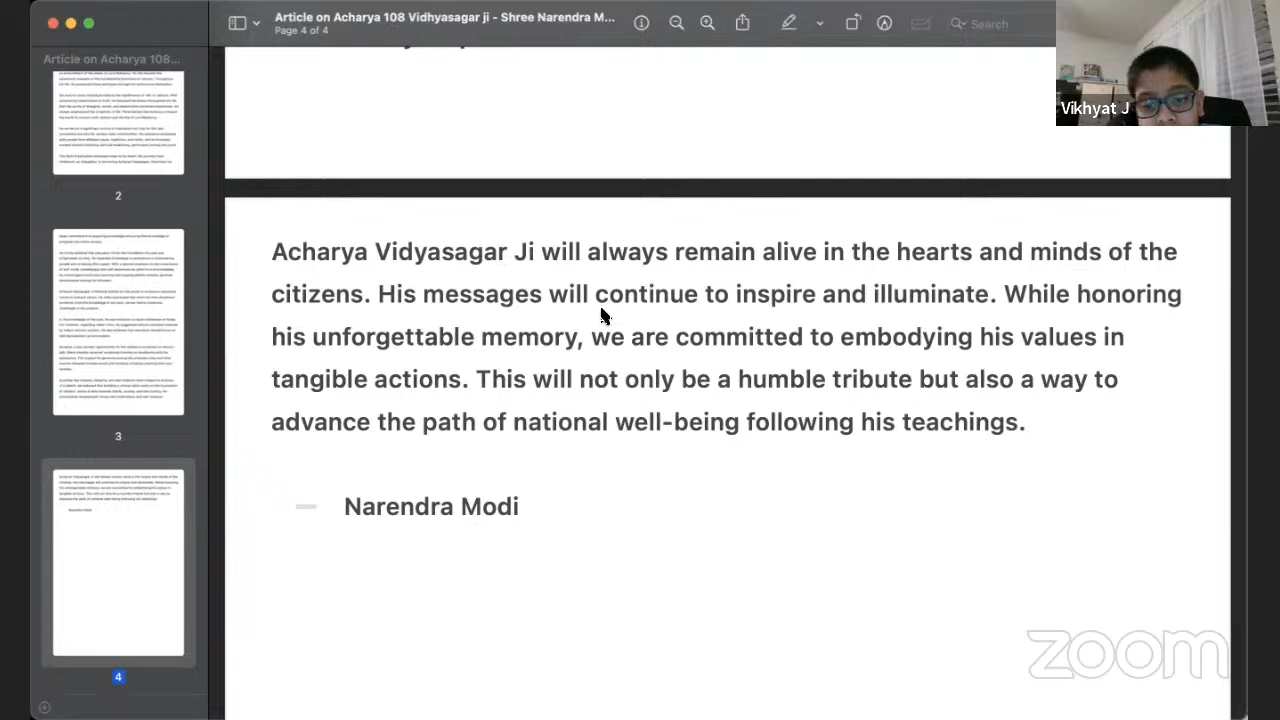 Article on Acharya 108 Vidhyasagar ji - Shree Narendra M...
Page 4 of 4
Search
Article on Acharya 108...
2
3
4
Vikhyat J
Acharya Vidyasagar Ji will always remain alive in the hearts and minds of the
citizens. His messages will continue to inspire and illuminate. While honoring
his unforgettable memory, we are committed to embodying his values in
tangible actions. This will not only be a humble tribute but also a way to
advance the path of national well-being following his teachings.
— Narendra Modi
zoom